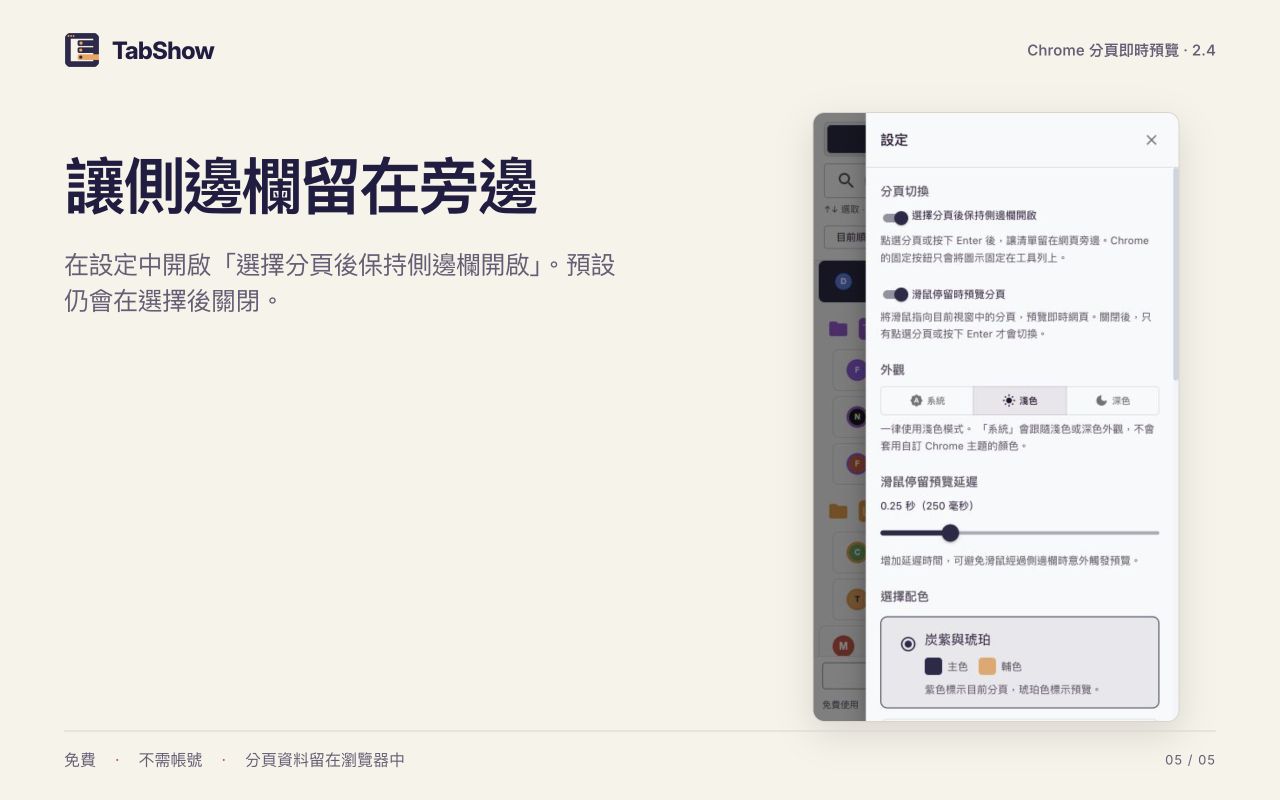 TabShow
Chrome 分頁即時預覽 · 2.4
讓側邊欄留在旁邊
在設定中開啟「選擇分頁後保持側邊欄開啟」。預設
仍會在選擇後關閉。
設定
分頁切換
選擇分頁後保持側邊欄開啟
點選分頁或按下 Enter 後，讓清單留在網頁旁邊。Chrome
的固定按鈕只會將圖示固定在工具列上。
滑鼠停留時預覽分頁
將滑鼠指向目前視窗中的分頁，預覽即時網頁。關閉後，只
有點選分頁或按下 Enter 才會切換。
外觀
系統
淺色
深色
一律使用淺色模式。「系統」會跟隨淺色或深色外觀，不會
套用自訂 Chrome 主題的顏色。
滑鼠停留預覽延遲
0.25 秒（250 毫秒）
增加延遲時間，可避免滑鼠經過側邊欄時意外觸發預覽。
選擇配色
炭紫與琥珀
主色
輔色
紫色標示目前分頁，琥珀色標示預覽。
↑↓ 選取 ·
目前順
D
F
N
F
C
T
M
免費使用
免費 · 不需帳號 · 分頁資料留在瀏覽器中
05 / 05